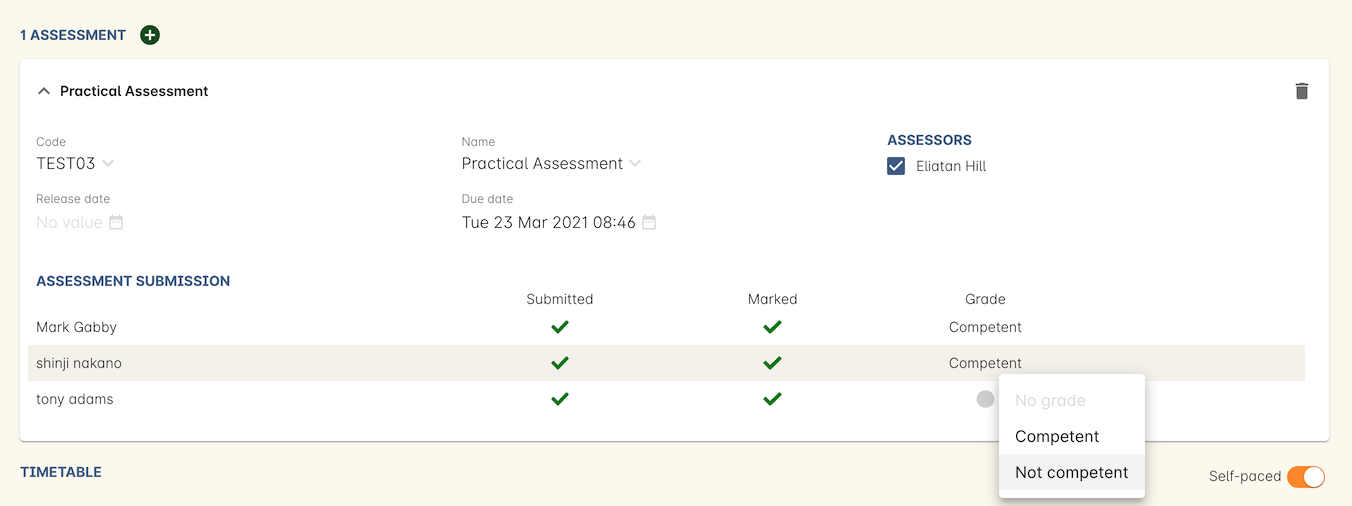 1 ASSESSMENT
Practical Assessment
Code
TEST03
Name
Practical Assessment
ASSESSORS
Eliatan Hill
Release date
No value
Due date
Tue 23 Mar 2021 08:46
ASSESSMENT SUBMISSION
Submitted Marked Grade
Mark Gabby Competent
shinji nakano Competent
tony adams
No grade
Competent
Not competent
TIMETABLE
Self-paced